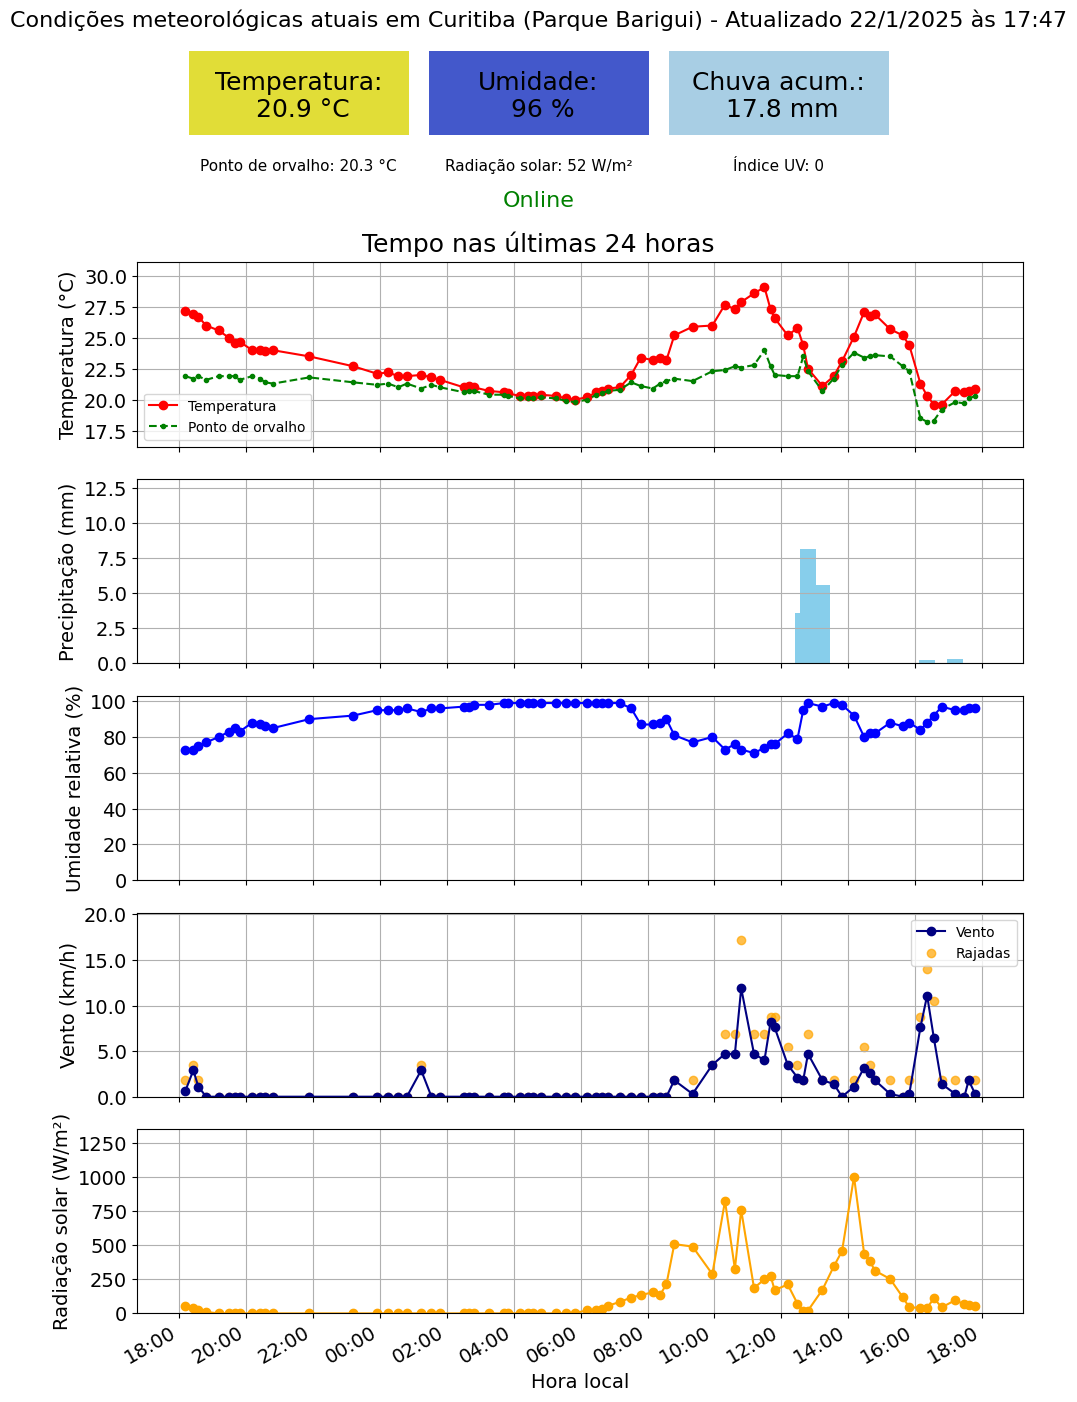 Condições meteorológicas atuais em Curitiba (Parque Barigui) - Atualizado 22/1/2025 às 17:47
Temperatura:
20.9 °C
Umidade:
96 %
Chuva acum.:
17.8 mm
Ponto de orvalho: 20.3 °C
Radiação solar: 52 W/m²
Índice UV: 0
Online
Tempo nas últimas 24 horas
Temperatura (°C)
30.0
27.5
25.0
22.5
20.0
17.5
Temperatura
Ponto de orvalho
Precipitação (mm)
12.5
10.0
7.5
5.0
2.5
0.0
Umidade relativa (%)
100
80
60
40
20
0
Vento (km/h)
20.0
15.0
10.0
5.0
0.0
Vento
Rajadas
Radiação solar (W/m²)
1250
1000
750
500
250
0
18:00
20:00
22:00
00:00
02:00
04:00
06:00
08:00
10:00
12:00
14:00
16:00
18:00
Hora local